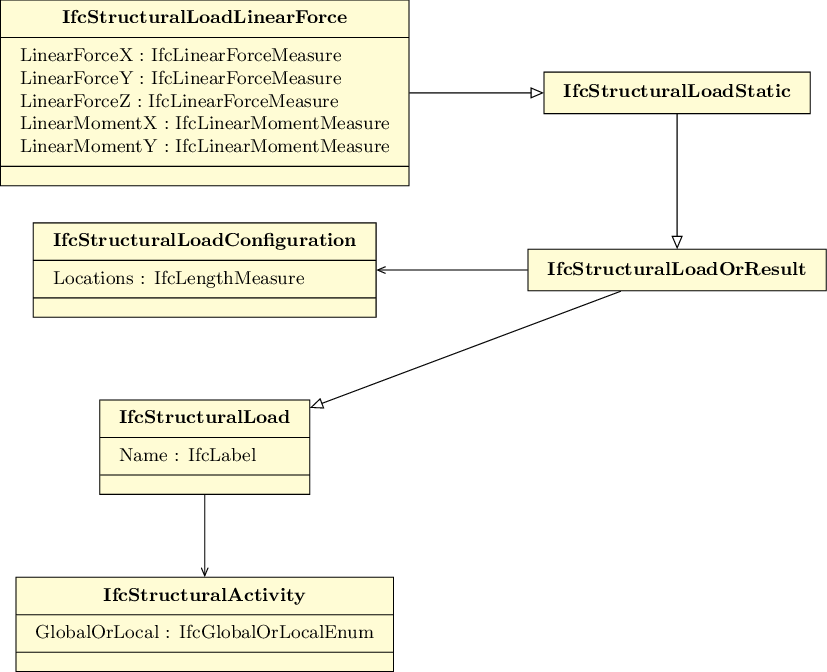 IfcStructuralLoadLinearForce
LinearForceX : IfcLinearForceMeasure
LinearForceY : IfcLinearForceMeasure
LinearForceZ : IfcLinearForceMeasure
LinearMomentX : IfcLinearMomentMeasure
LinearMomentY : IfcLinearMomentMeasure
IfcStructuralLoadStatic
IfcStructuralLoadConfiguration
Locations : IfcLengthMeasure
IfcStructuralLoadOrResult
IfcStructuralLoad
Name : IfcLabel
IfcStructuralActivity
GlobalOrLocal : IfcGlobalOrLocalEnum